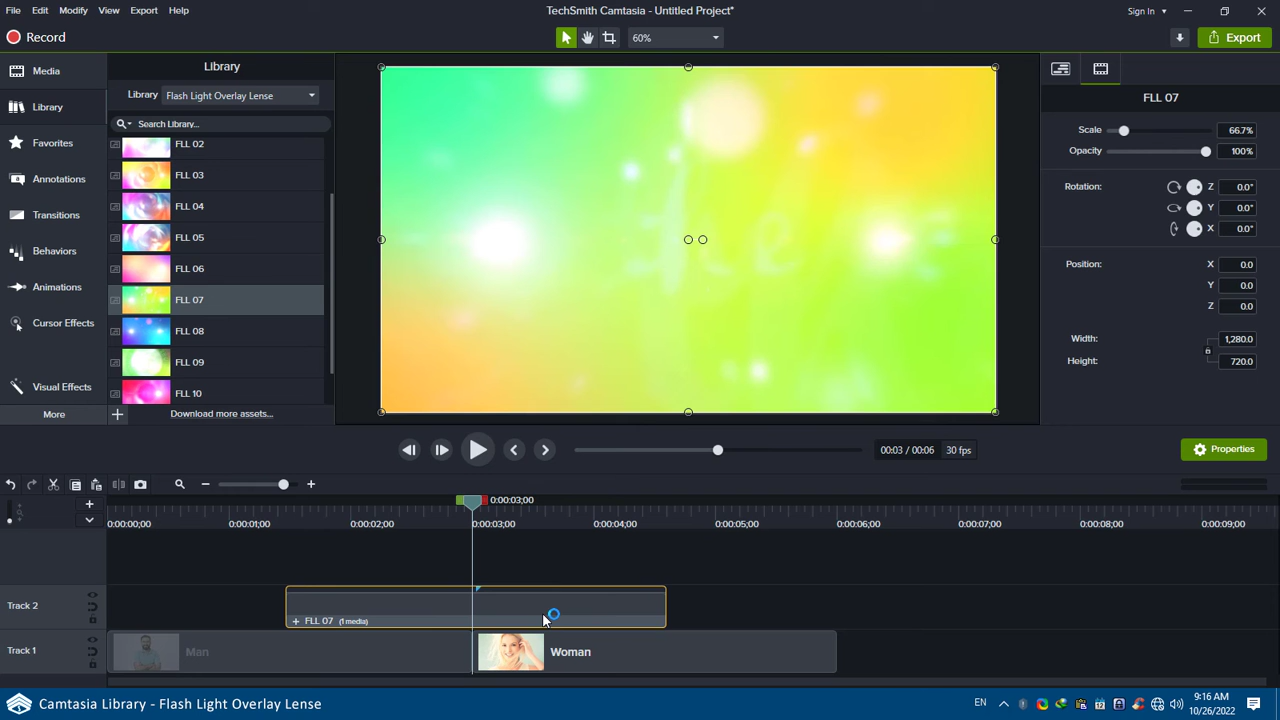 File Edit Modify View Export Help
TechSmith Camtasia - Untitled Project*
Sign In
Record
60%
Export
Media
Library
Favorites
Annotations
Transitions
Behaviors
Animations
Cursor Effects
Visual Effects
More
Library
Library Flash Light Overlay Lense
Search Library...
FLL 02
FLL 03
FLL 04
FLL 05
FLL 06
FLL 07
FLL 08
FLL 09
FLL 10
Download more assets...
FLL 07
Scale 66.7%
Opacity 100%
Rotation: Z 0.0°
Y 0.0°
X 0.0°
Position: X 0.0
Y 0.0
Z 0.0
Width: 1,280.0
Height: 720.0
00:03 / 00:06 30 fps
Properties
0:00:03;00
0:00:00;00 0:00:01;00 0:00:02;00 0:00:03;00 0:00:04;00 0:00:05;00 0:00:06;00 0:00:07;00 0:00:08;00 0:00:09;00
Track 2
FLL 07 (1 media)
Track 1
Man
Woman
Camtasia Library - Flash Light Overlay Lense
EN
9:16 AM
10/26/2022